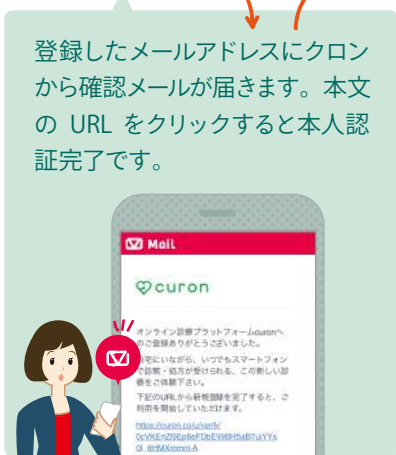 登録したメールアドレスにクロン
から確認メールが届きます。本文
の URL をクリックすると本人認
証完了です。
Mail
curon
オンライン診療プラットフォームcuronへ
のご登録ありがとうございました。
宅にいながら、いつでもスマートフォン
で診察・処方が受けられる、この新しい診
療をご体験下さい。
下記のURLから新規登録を完了すると、ご
利用を開始していただけます。
https://curon.co/u/verify/